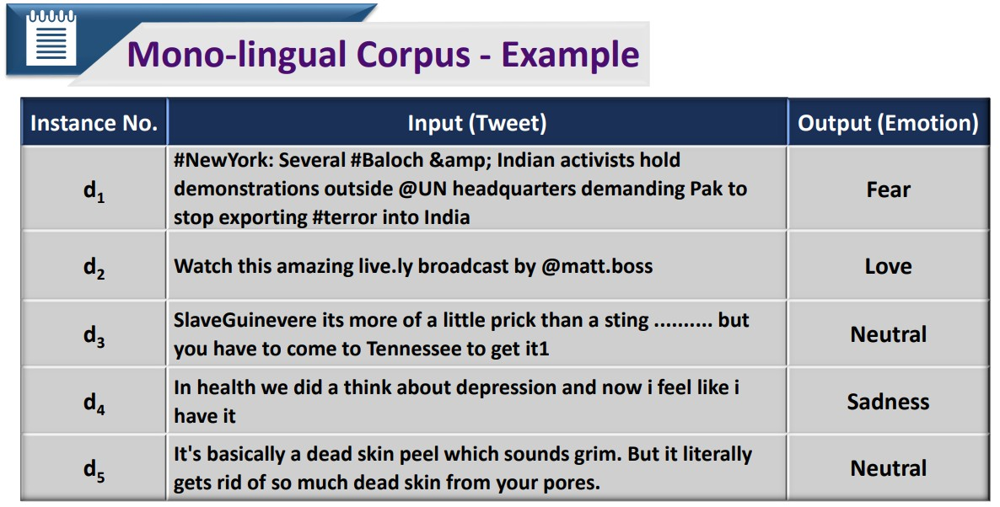 Mono-lingual Corpus - Example
Instance No. Input (Tweet) Output (Emotion)
d1
#NewYork: Several #Baloch &amp; Indian activists hold
demonstrations outside @UN headquarters demanding Pak to
stop exporting #terror into India
Fear
d2
Watch this amazing live.ly broadcast by @matt.boss
Love
d3
SlaveGuinevere its more of a little prick than a sting .......... but
you have to come to Tennessee to get it1
Neutral
d4
In health we did a think about depression and now i feel like i
have it
Sadness
d5
It's basically a dead skin peel which sounds grim. But it literally
gets rid of so much dead skin from your pores.
Neutral